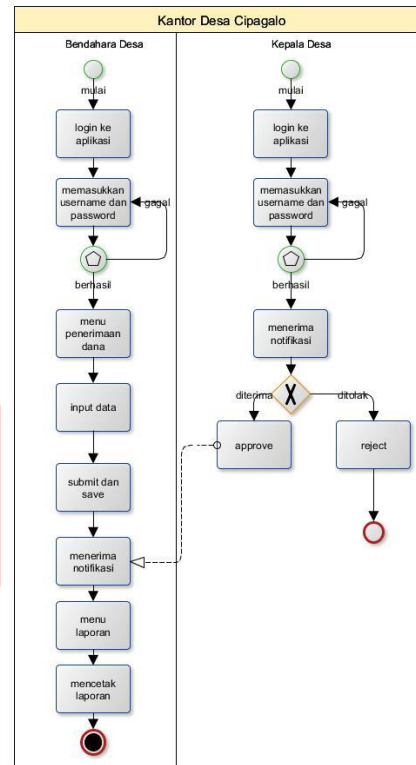 Kantor Desa Cipagalo
Bendahara Desa
mulai
login ke
aplikasi
memasukkan
username dan
password
gagal
berhasil
menu
penerimaan
dana
input data
submit dan
save
menerima
notifikasi
menu
laporan
mencetak
laporan
Kepala Desa
mulai
login ke
aplikasi
memasukkan
username dan
password
gagal
berhasil
menerima
notifikasi
X
diterima
ditolak
approve
reject